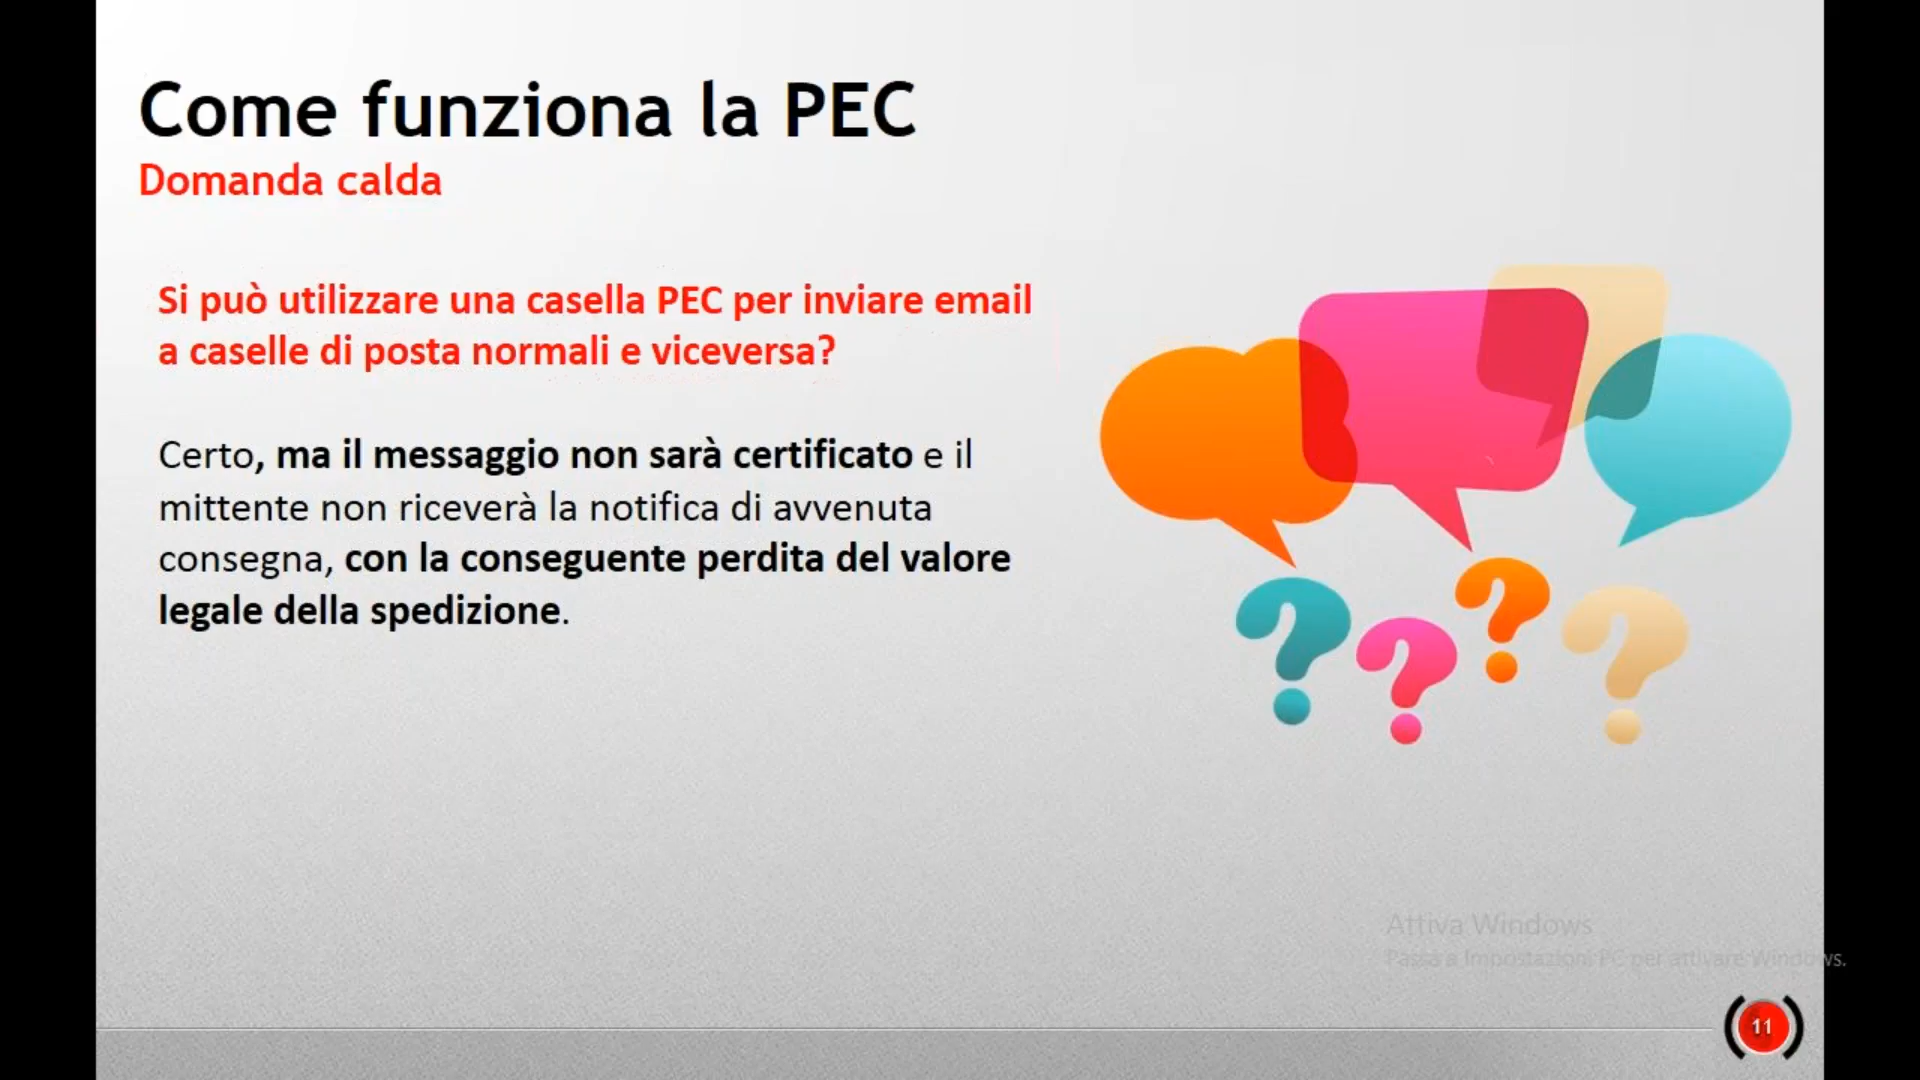 Come funziona la PEC
Domanda calda
Si può utilizzare una casella PEC per inviare email
a caselle di posta normali e viceversa?
Certo, ma il messaggio non sarà certificato e il
mittente non riceverà la notifica di avvenuta
consegna, con la conseguente perdita del valore
legale della spedizione.
Attiva Windows
Passa a Impostazioni PC per attivare Windows.
11